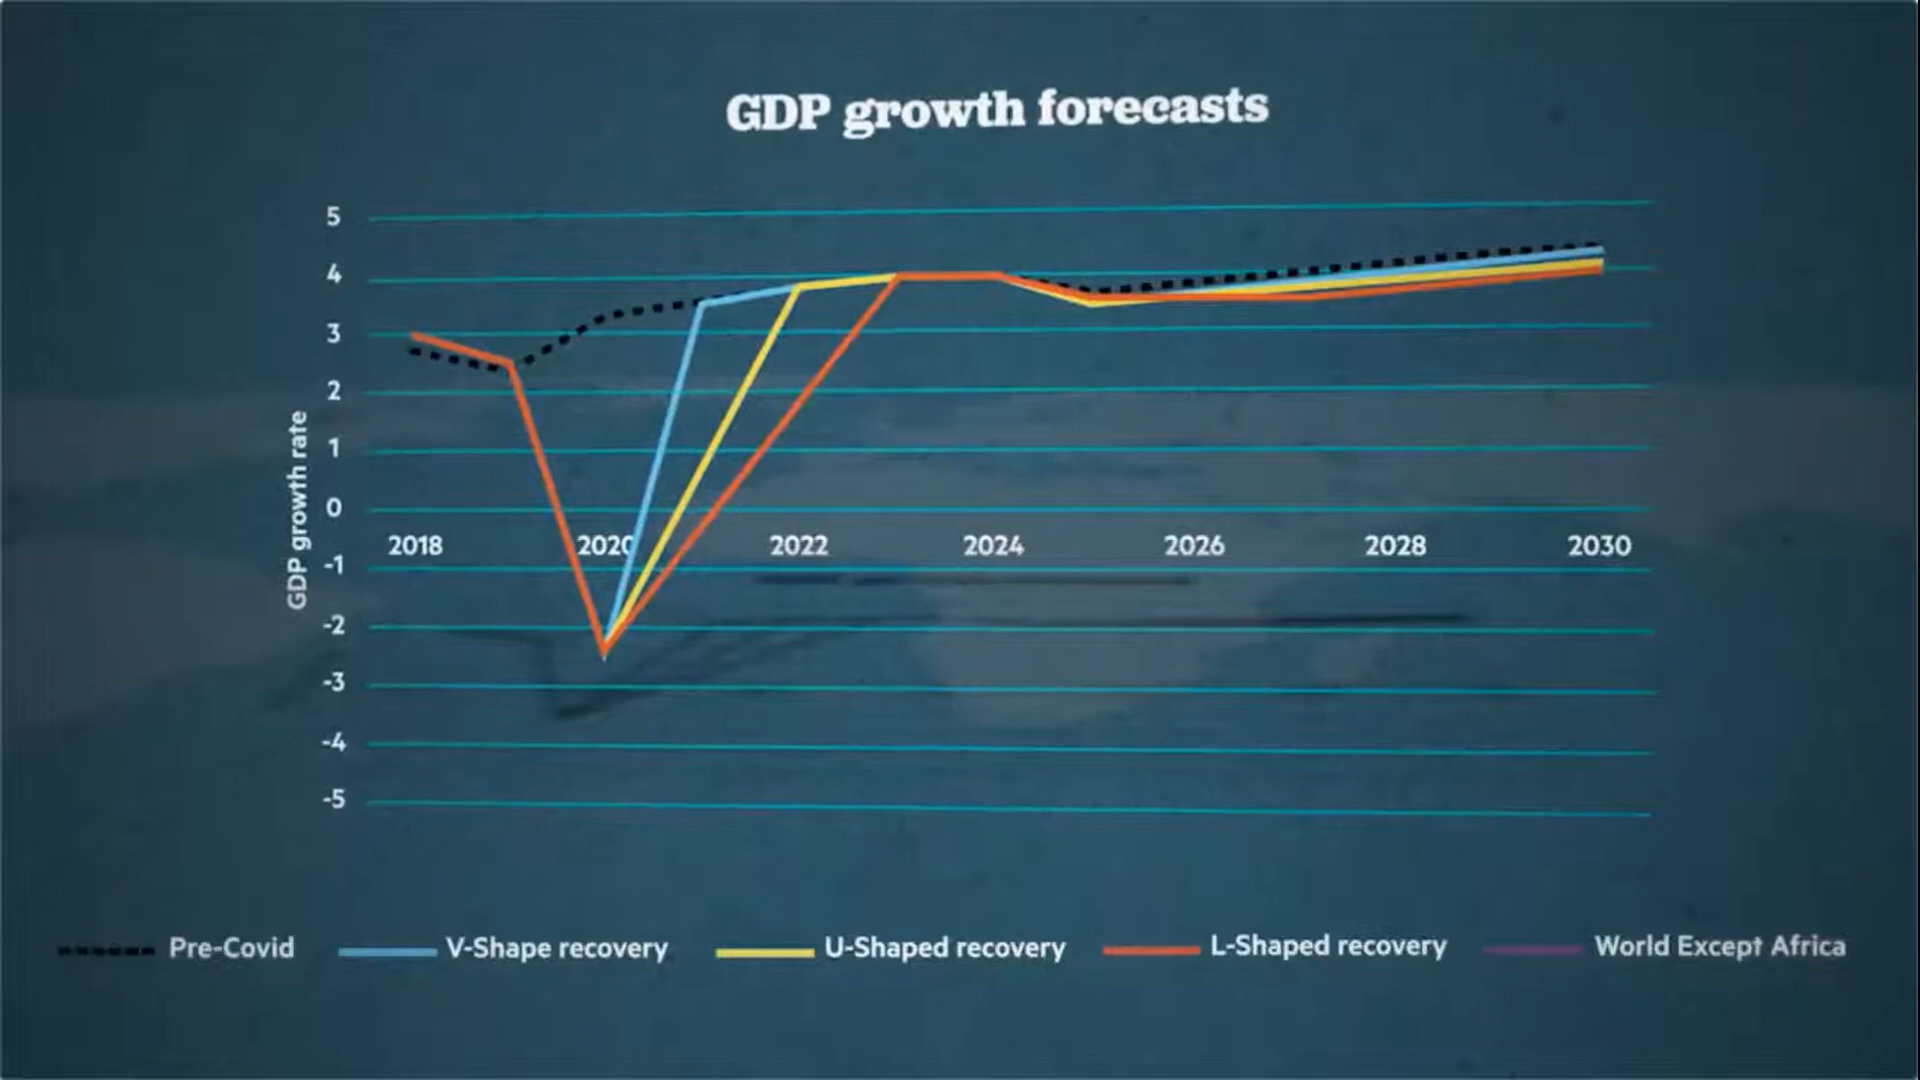 GDP growth forecasts
5
4
3
2
1
0
-1
-2
-3
-4
-5
GDP growth rate
2018 2020 2022 2024 2026 2028 2030
Pre-Covid V-Shape recovery U-Shaped recovery L-Shaped recovery World Except Africa